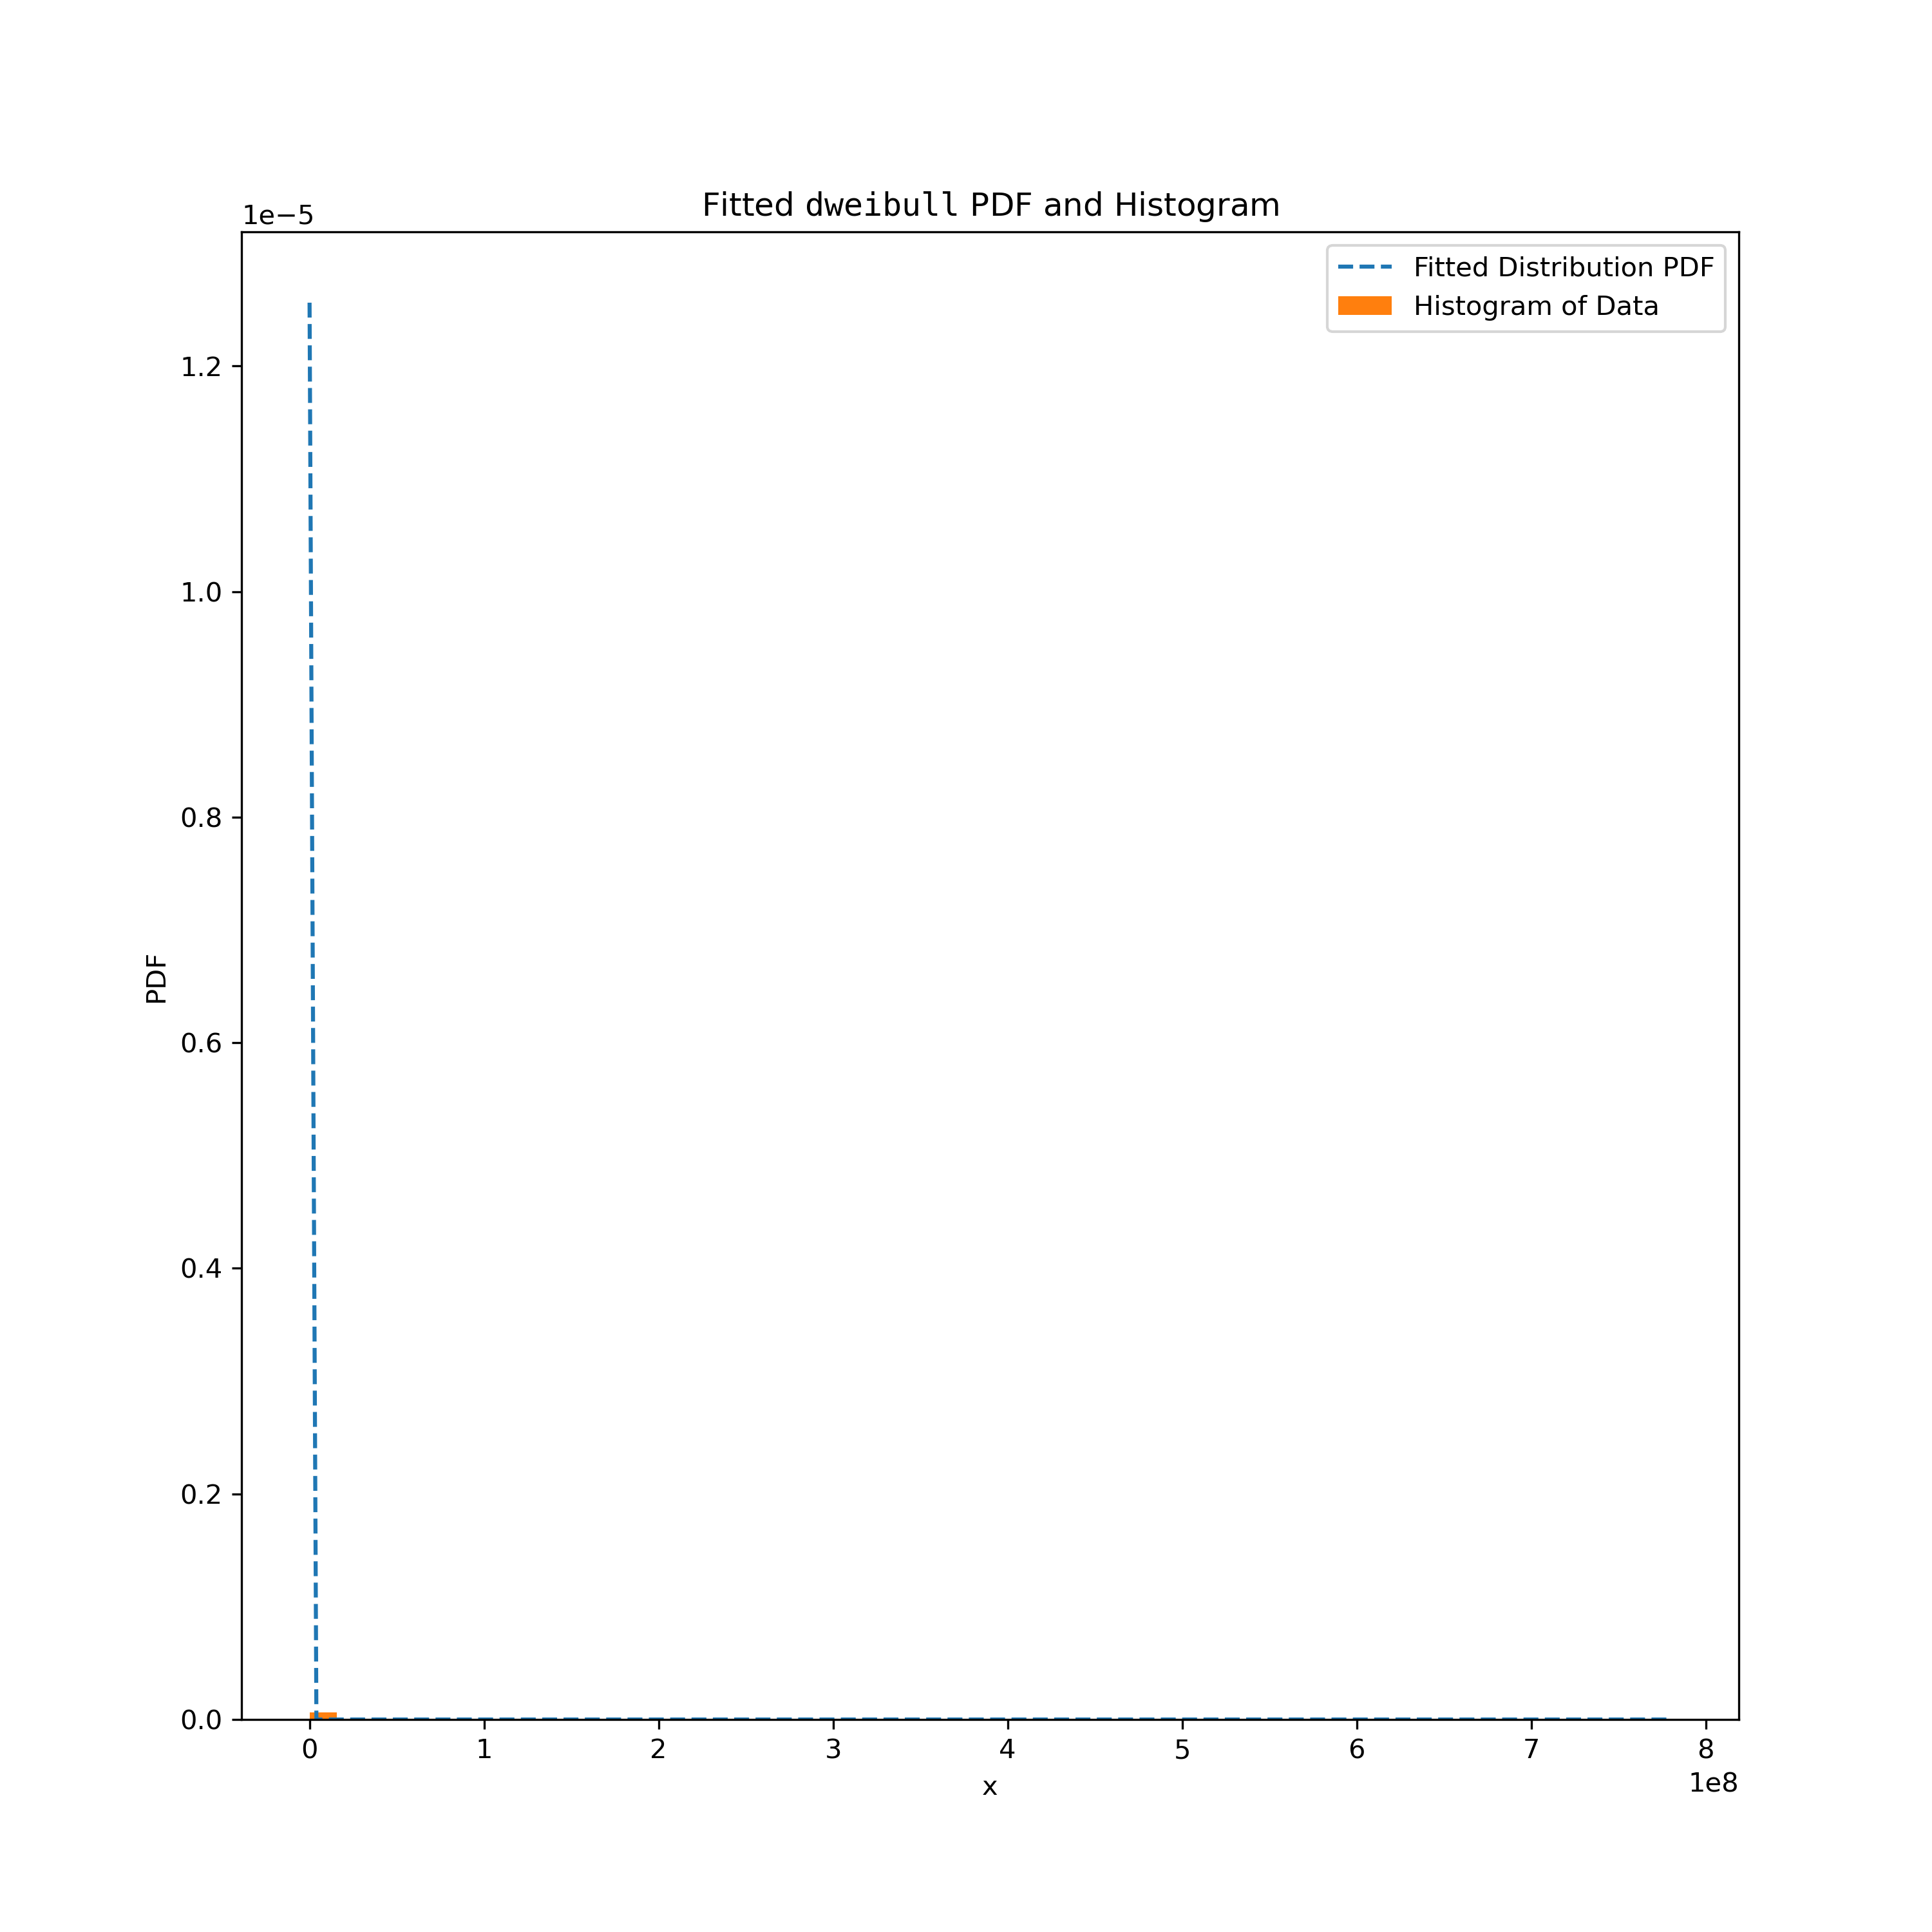 Fitted dweibull PDF and Histogram
1e−5
Fitted Distribution PDF
Histogram of Data
1.2
1.0
0.8
0.6
0.4
0.2
0.0
PDF
0 1 2 3 4 5 6 7 8
x
1e8